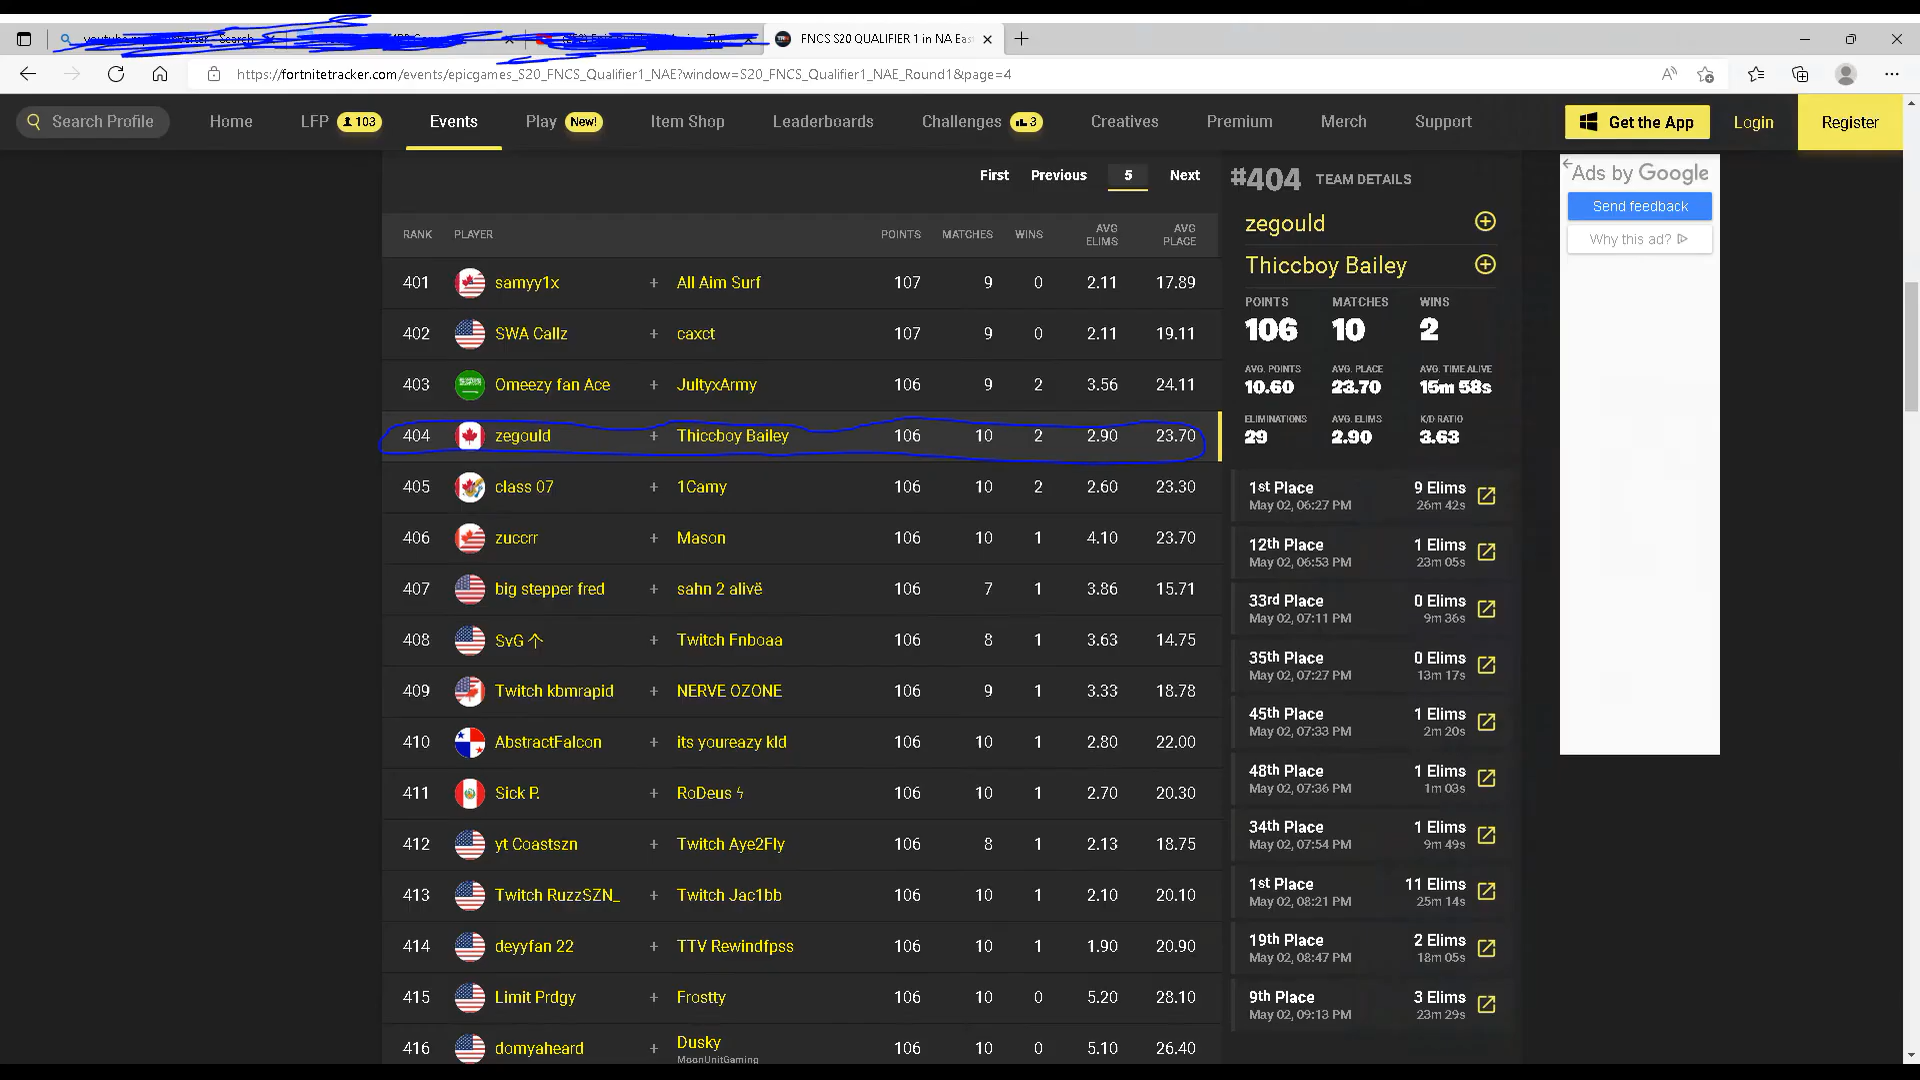 FNCS S20 QUALIFIER 1 in NA Eas
https://fortnitetracker.com/events/epicgames_S20_FNCS_Qualifier1_NAE?window=S20_FNCS_Qualifier1_NAE_Round1&page=4
Search Profile Home LFP 103 Events Play New! Item Shop Leaderboards Challenges 3 Creatives Premium Merch Support Get the App Login Register
First Previous 5 Next
RANK PLAYER POINTS MATCHES WINS AVG ELIMS AVG PLACE
401 samyy1x + All Aim Surf 107 9 0 2.11 17.89
402 SWA Callz + caxct 107 9 0 2.11 19.11
403 Omeezy fan Ace + JultyxArmy 106 9 2 3.56 24.11
404 zegould + Thiccboy Bailey 106 10 2 2.90 23.70
405 class 07 + 1Camy 106 10 2 2.60 23.30
406 zuccrr + Mason 106 10 1 4.10 23.70
407 big stepper fred + sahn 2 alivë 106 7 1 3.86 15.71
408 SvG 个 + Twitch Fnboaa 106 8 1 3.63 14.75
409 Twitch kbmrapid + NERVE OZONE 106 9 1 3.33 18.78
410 AbstractFalcon + its youreazy kld 106 10 1 2.80 22.00
411 Sick P. + RoDeus ϟ 106 10 1 2.70 20.30
412 yt Coastszn + Twitch Aye2Fly 106 8 1 2.13 18.75
413 Twitch RuzzSZN_ + Twitch Jac1bb 106 10 1 2.10 20.10
414 deyyfan 22 + TTV Rewindfpss 106 10 1 1.90 20.90
415 Limit Prdgy + Frostty 106 10 0 5.20 28.10
416 domyaheard + Dusky 106 10 0 5.10 26.40
MoonUnitGaming
#404 TEAM DETAILS
zegould
Thiccboy Bailey
POINTS MATCHES WINS
106 10 2
AVG. POINTS AVG. PLACE AVG. TIME ALIVE
10.60 23.70 15m 58s
ELIMINATIONS AVG. ELIMS K/D RATIO
29 2.90 3.63
1st Place 9 Elims
May 02, 06:27 PM 26m 42s
12th Place 1 Elims
May 02, 06:53 PM 23m 05s
33rd Place 0 Elims
May 02, 07:11 PM 9m 36s
35th Place 0 Elims
May 02, 07:27 PM 13m 17s
45th Place 1 Elims
May 02, 07:33 PM 2m 20s
48th Place 1 Elims
May 02, 07:36 PM 1m 03s
34th Place 1 Elims
May 02, 07:54 PM 9m 49s
1st Place 11 Elims
May 02, 08:21 PM 25m 14s
19th Place 2 Elims
May 02, 08:47 PM 18m 05s
9th Place 3 Elims
May 02, 09:13 PM 23m 29s
Ads by Google
Send feedback
Why this ad?